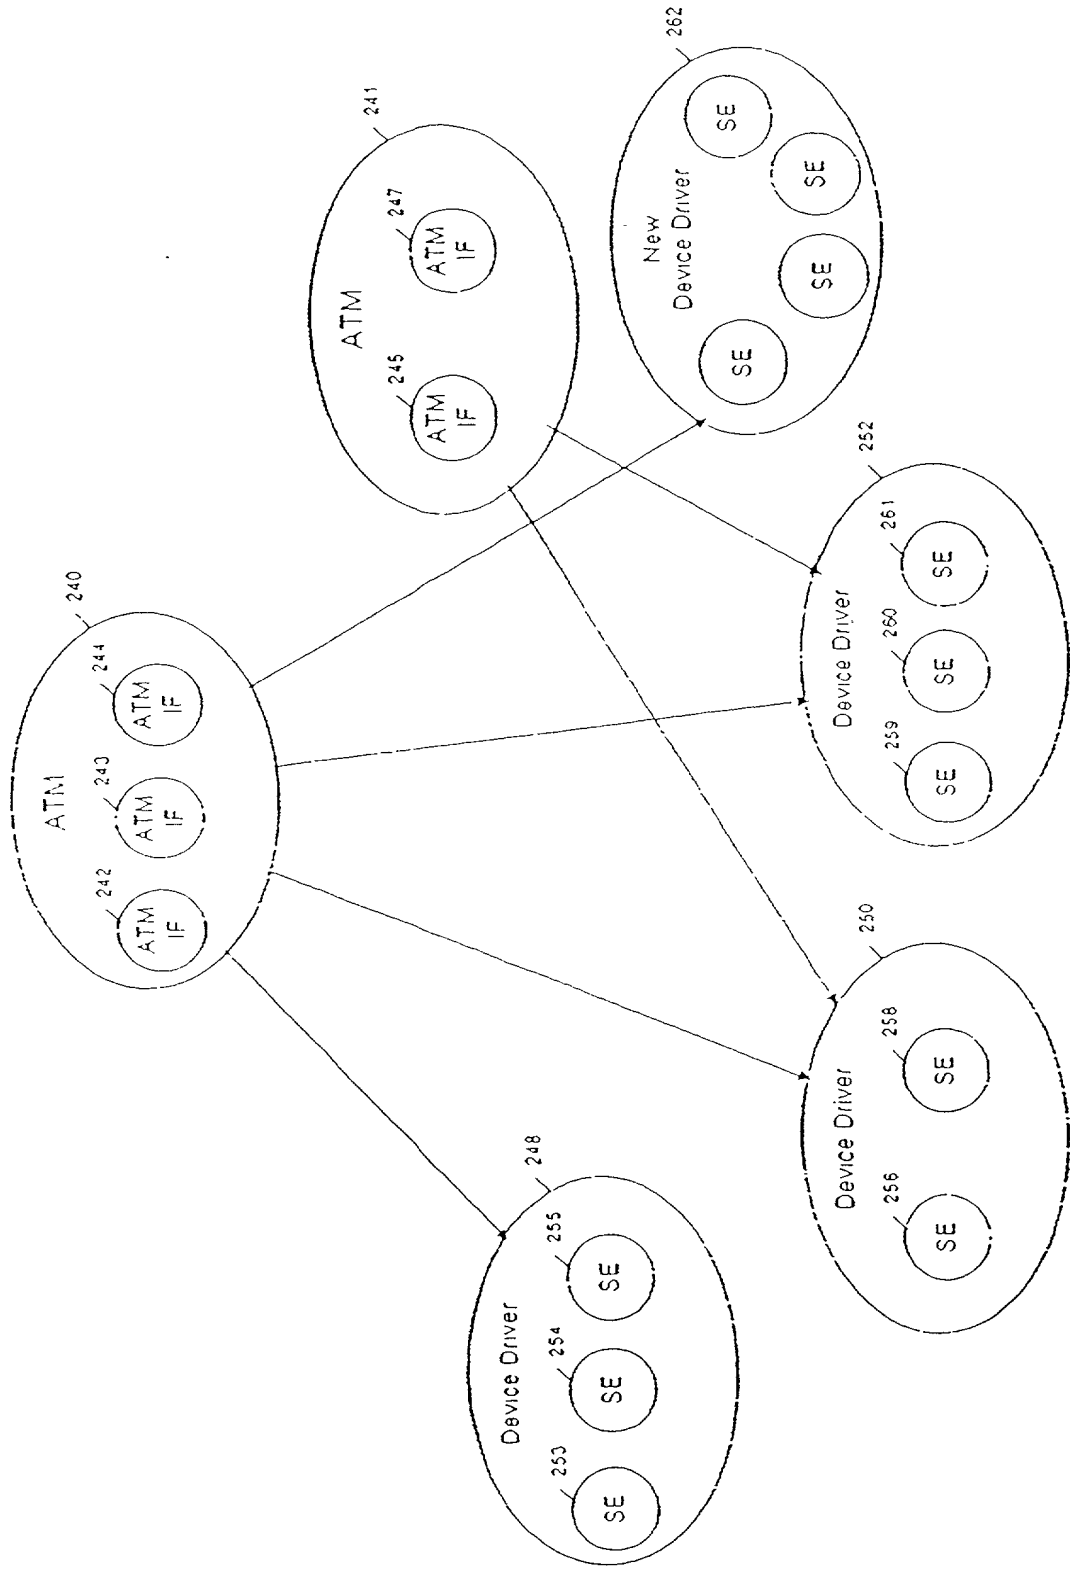 240
ATM
242
ATM
IF
243
ATM
IF
244
ATM
IF
241
ATM
245
ATM
IF
247
ATM
IF
248
Device Driver
253
SE
254
SE
255
SE
250
Device Driver
256
SE
258
SE
252
Device Driver
259
SE
260
SE
261
SE
262
New
Device Driver
SE
SE
SE
SE